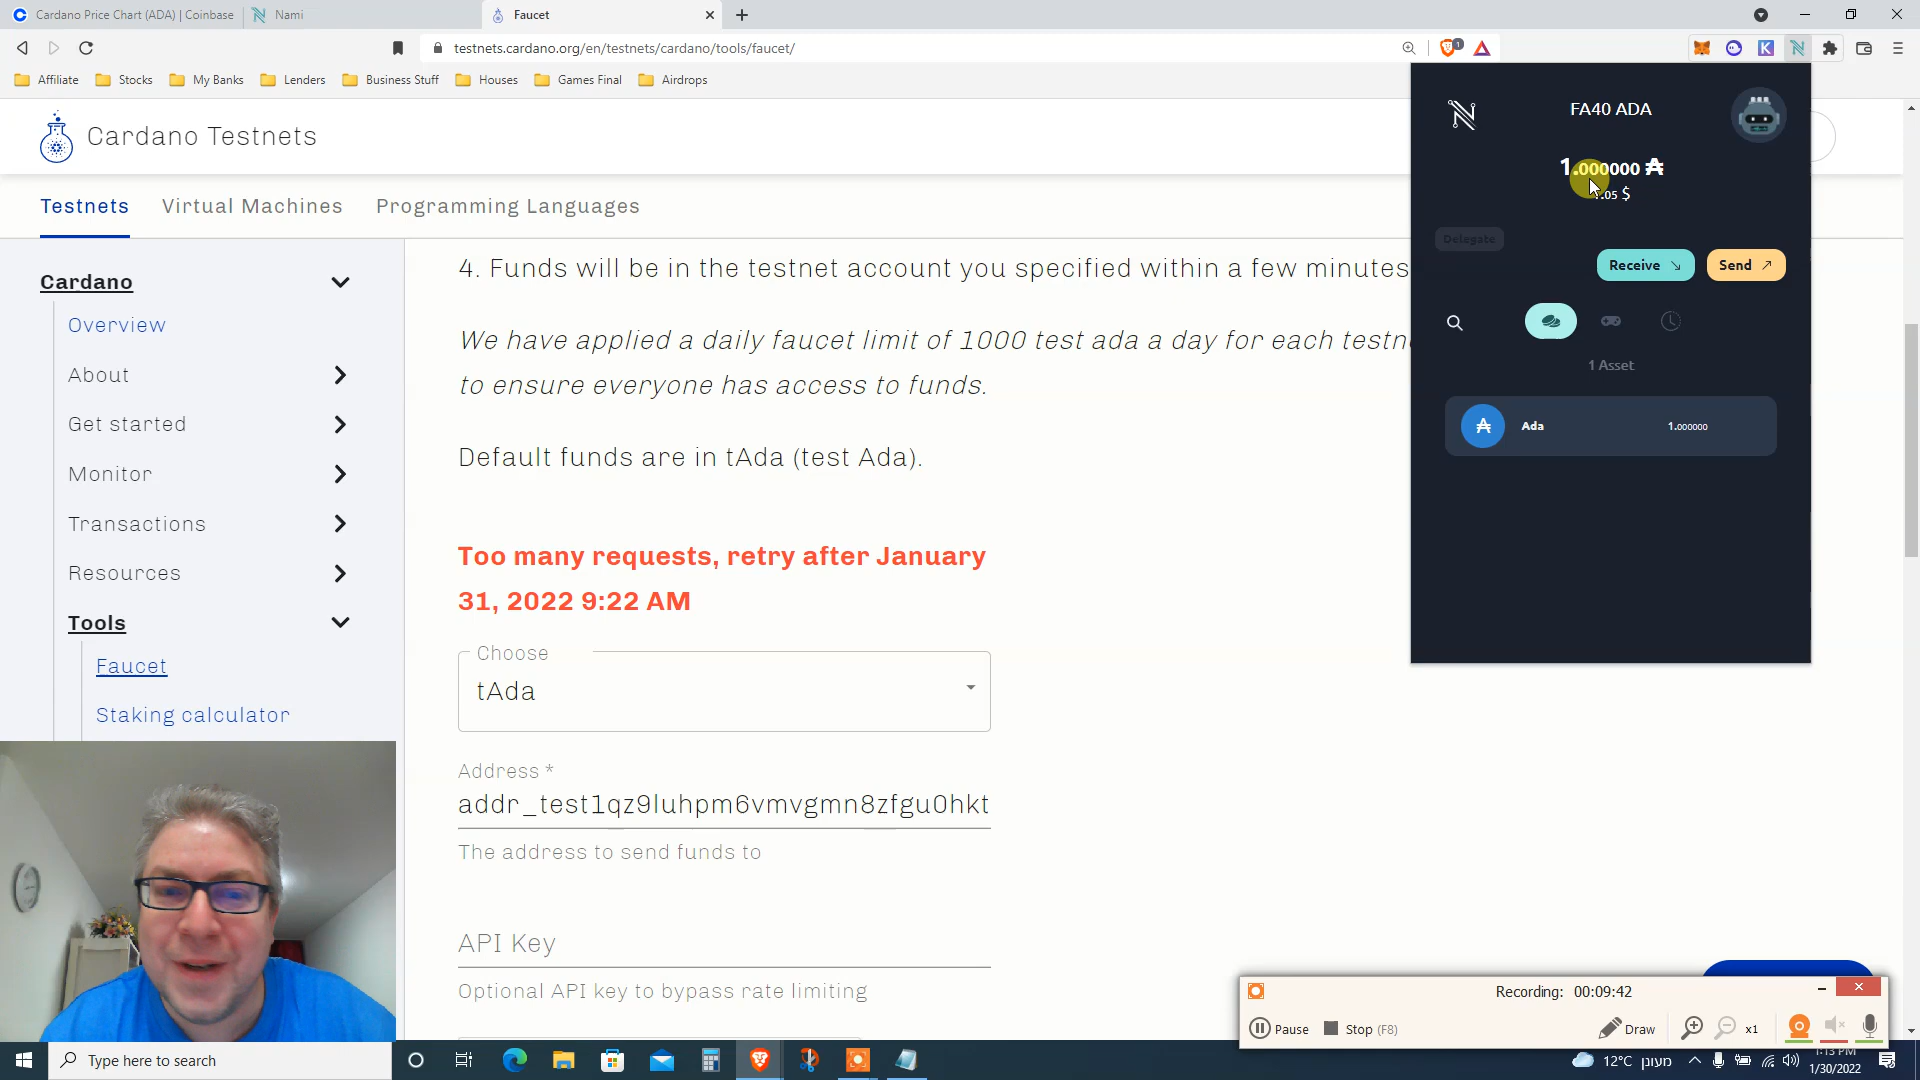 Cardano Price Chart (ADA) | Coinbase
Nami
Faucet
testnets.cardano.org/en/testnets/cardano/tools/faucet/
1
Affiliate
Stocks
My Banks
Lenders
Business Stuff
Houses
Games Final
Airdrops
Cardano Testnets
Testnets
Virtual Machines
Programming Languages
Cardano
Overview
About
Get started
Monitor
Transactions
Resources
Tools
Faucet
Staking calculator
4. Funds will be in the testnet account you specified within a few minutes
We have applied a daily faucet limit of 1000 test ada a day for each testn
to ensure everyone has access to funds.
Default funds are in tAda (test Ada).
Too many requests, retry after January
31, 2022 9:22 AM
Choose
tAda
Address *
addr_test1qz9luhpm6vmvgmn8zfgu0hkt
The address to send funds to
API Key
Optional API key to bypass rate limiting
FA40 ADA
1.000000 ₳
.05 $
Delegate
Receive
Send
1 Asset
₳ Ada 1.000000
Recording: 00:09:42
Pause
Stop (F8)
Draw
x1
Type here to search
12°C מעונן
1:13 PM
1/30/2022